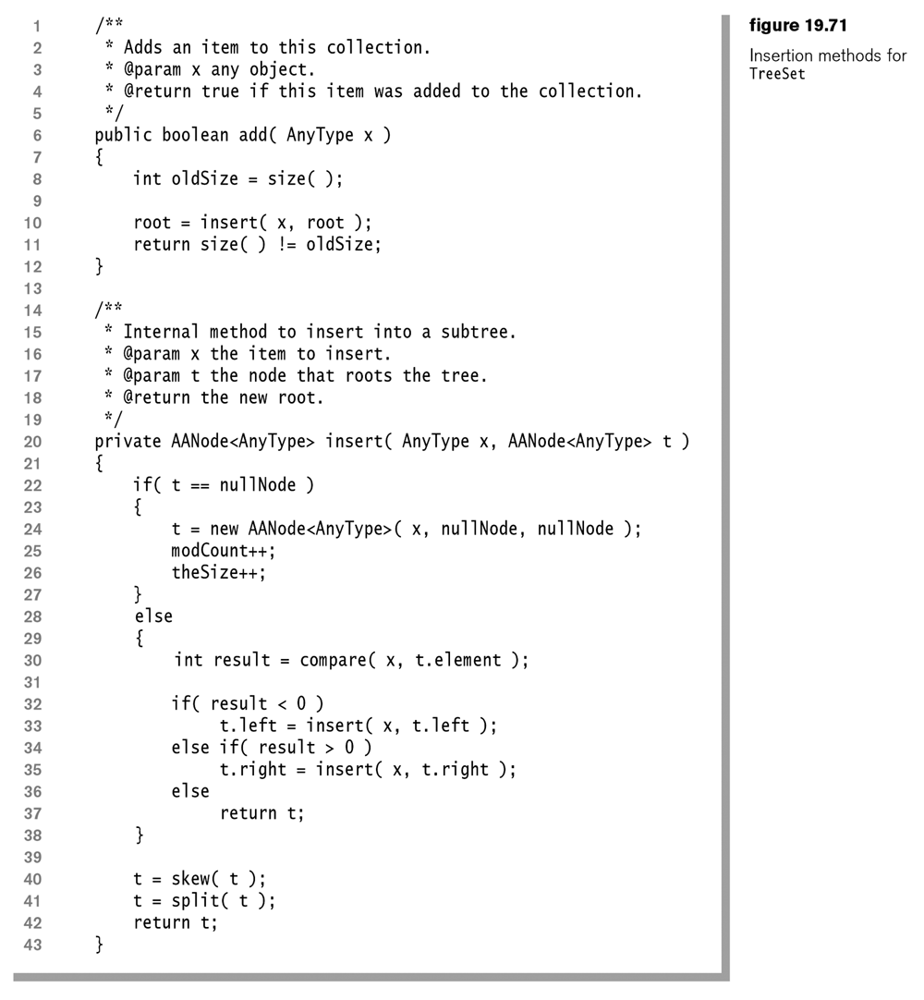 1 /**
2 * Adds an item to this collection.
3 * @param x any object.
4 * @return true if this item was added to the collection.
5 */
6 public boolean add( AnyType x )
7 {
8 int oldSize = size( );
9
10 root = insert( x, root );
11 return size( ) != oldSize;
12 }
13
14 /**
15 * Internal method to insert into a subtree.
16 * @param x the item to insert.
17 * @param t the node that roots the tree.
18 * @return the new root.
19 */
20 private AANode<AnyType> insert( AnyType x, AANode<AnyType> t )
21 {
22 if( t == nullNode )
23 {
24 t = new AANode<AnyType>( x, nullNode, nullNode );
25 modCount++;
26 theSize++;
27 }
28 else
29 {
30 int result = compare( x, t.element );
31
32 if( result < 0 )
33 t.left = insert( x, t.left );
34 else if( result > 0 )
35 t.right = insert( x, t.right );
36 else
37 return t;
38 }
39
40 t = skew( t );
41 t = split( t );
42 return t;
43 }
figure 19.71
Insertion methods for
TreeSet